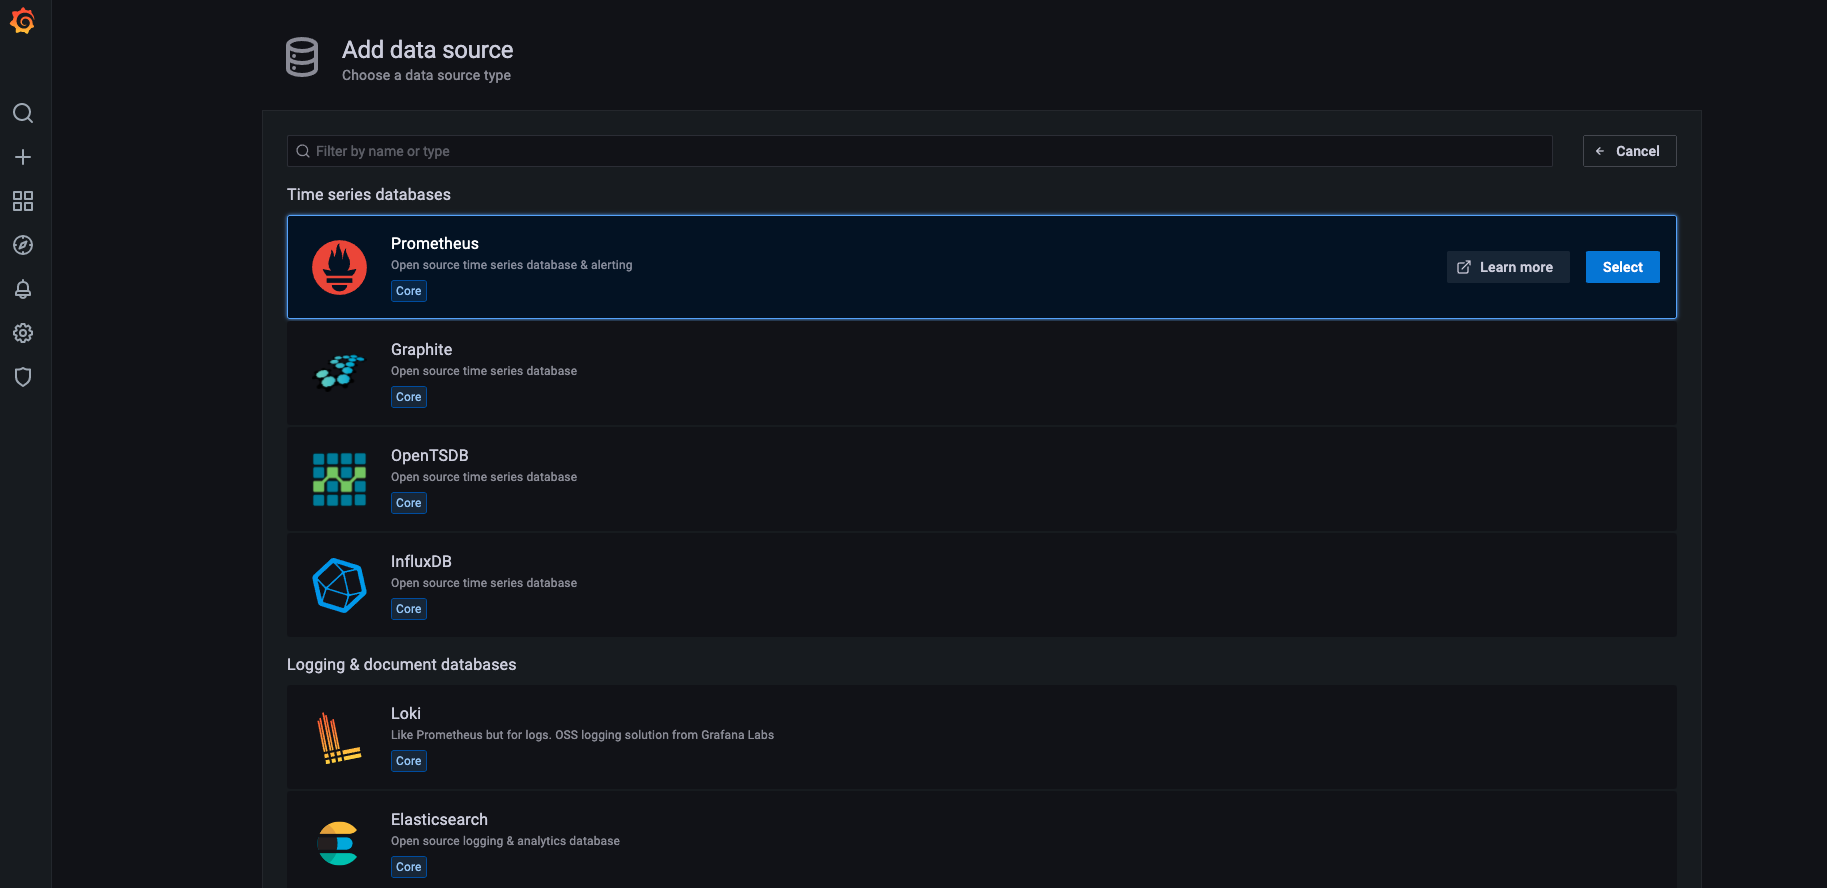 Add data source
Choose a data source type
Filter by name or type
Cancel
Time series databases
Prometheus
Open source time series database & alerting
Core
Learn more
Select
Graphite
Open source time series database
Core
OpenTSDB
Open source time series database
Core
InfluxDB
Open source time series database
Core
Logging & document databases
Loki
Like Prometheus but for logs. OSS logging solution from Grafana Labs
Core
Elasticsearch
Open source logging & analytics database
Core